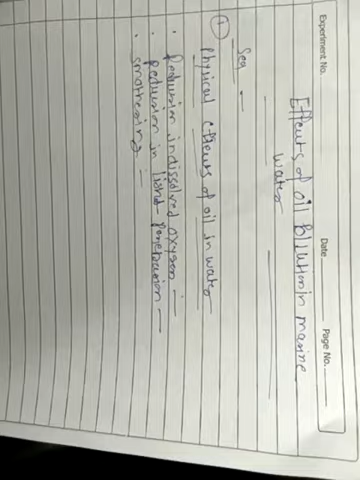 Experiment No. Date Page No.
Effects of oil Pollution in marine
water
Sea –
① Physical effects of oil in water
• Reduction in dissolved oxygen –
• Reduction in light penetration –
• smothering –